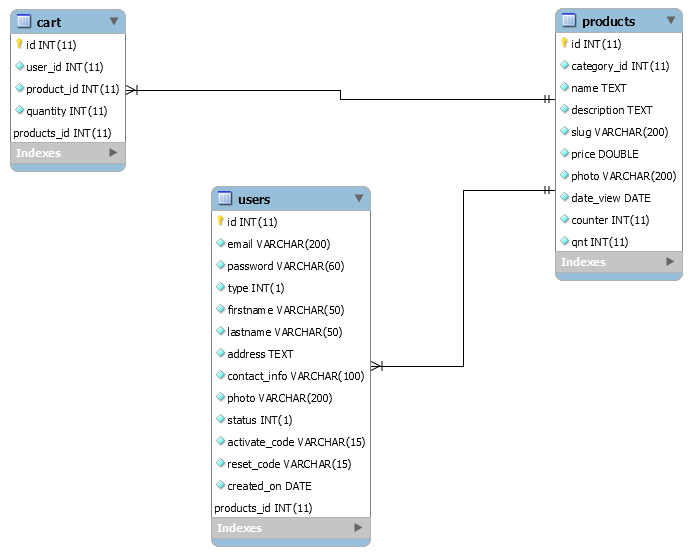 cart
id INT(11)
user_id INT(11)
product_id INT(11)
quantity INT(11)
products_id INT(11)
Indexes
products
id INT(11)
category_id INT(11)
name TEXT
description TEXT
slug VARCHAR(200)
price DOUBLE
photo VARCHAR(200)
date_view DATE
counter INT(11)
qnt INT(11)
Indexes
users
id INT(11)
email VARCHAR(200)
password VARCHAR(60)
type INT(1)
firstname VARCHAR(50)
lastname VARCHAR(50)
address TEXT
contact_info VARCHAR(100)
photo VARCHAR(200)
status INT(1)
activate_code VARCHAR(15)
reset_code VARCHAR(15)
created_on DATE
products_id INT(11)
Indexes